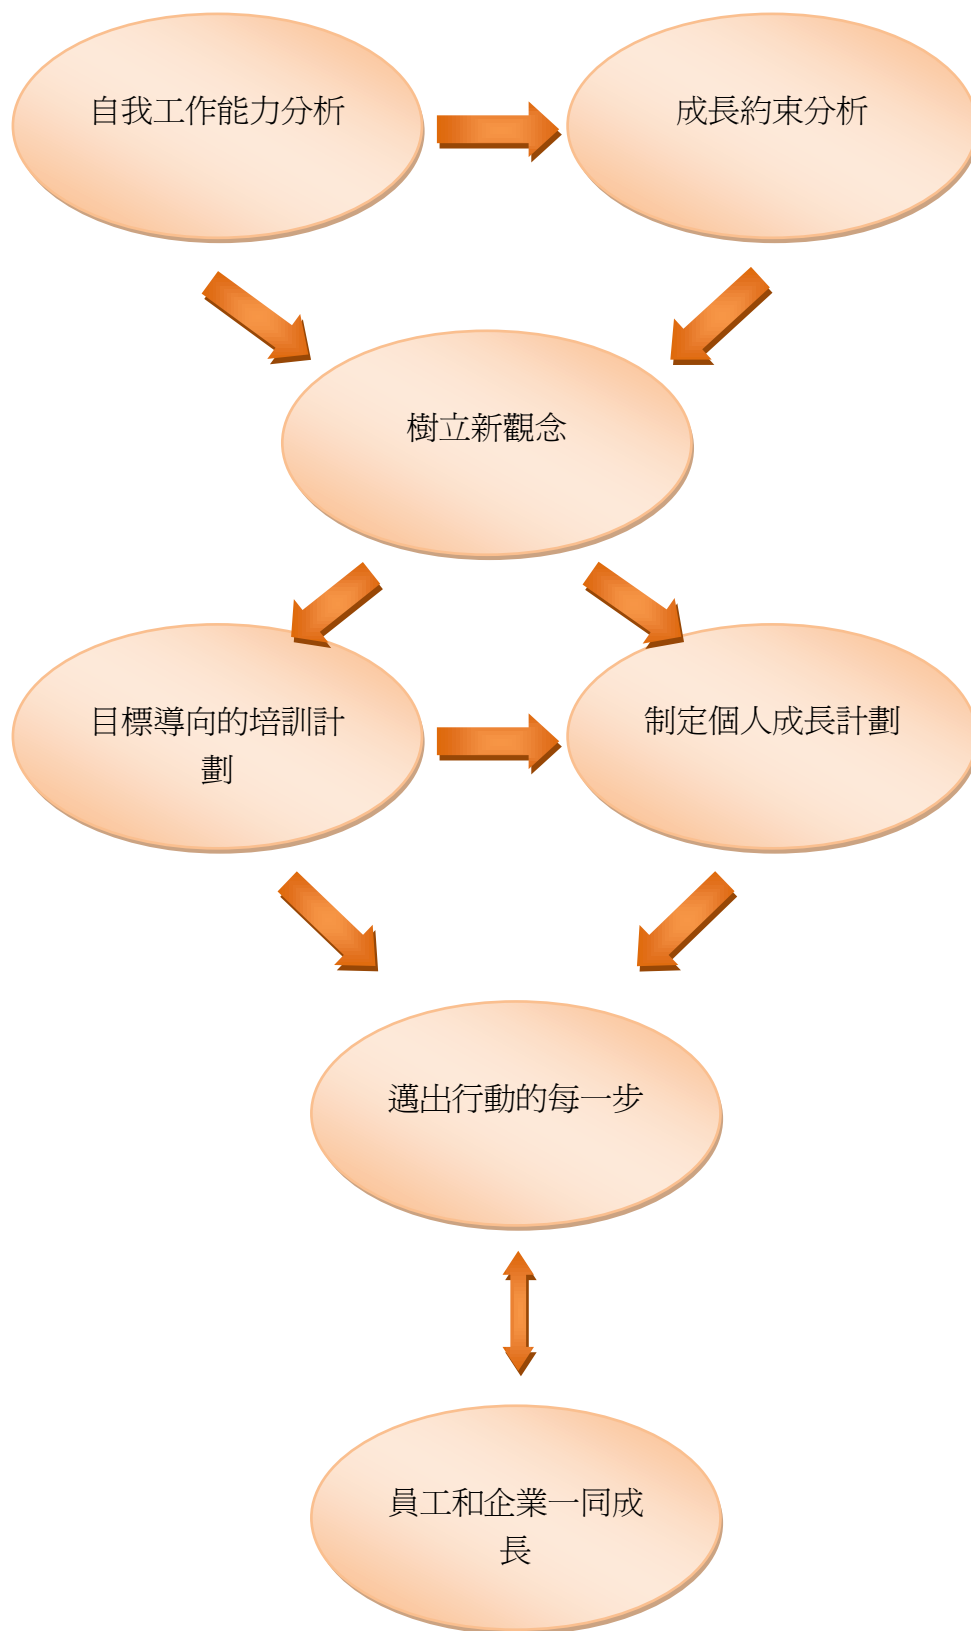 自我工作能力分析
成長約束分析
樹立新觀念
目標導向的培訓計
劃
制定個人成長計劃
邁出行動的每一步
員工和企業一同成
長